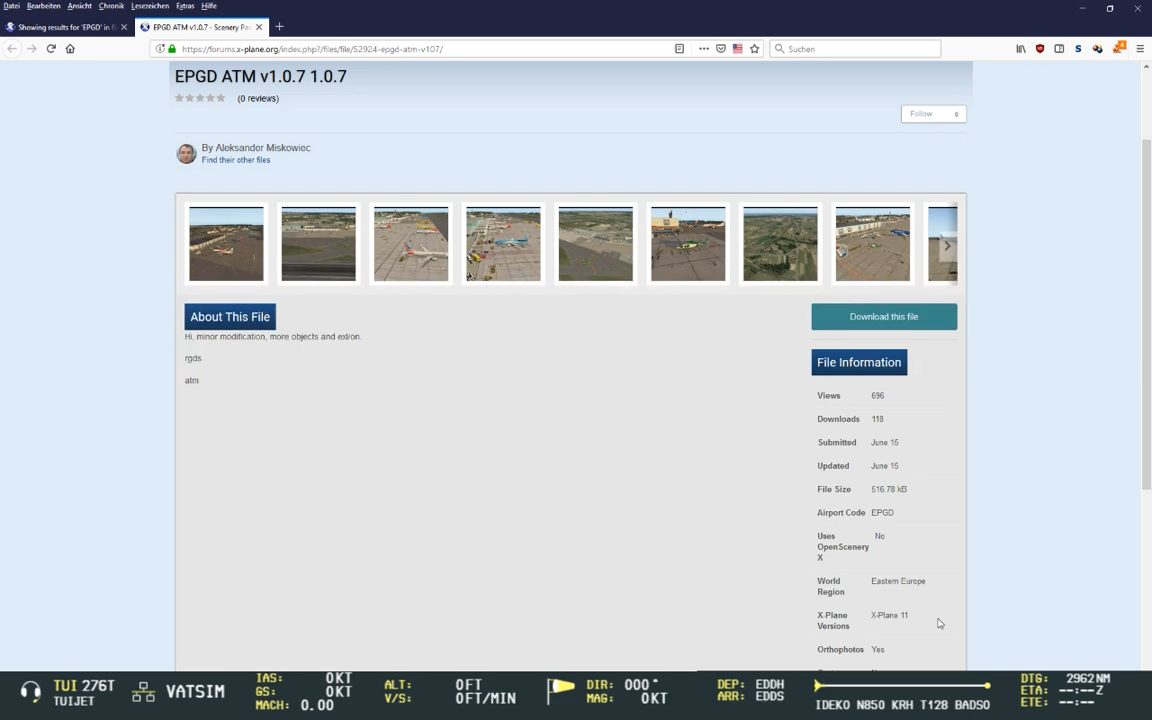 Datei Bearbeiten Ansicht Chronik Lesezeichen Extras Hilfe
Showing results for 'EPGD' in
EPGD ATM v1.0.7 - Scenery Pac
https://forums.x-plane.org/index.php?/files/file/52924-epgd-atm-v107/
Suchen
EPGD ATM v1.0.7 1.0.7
(0 reviews)
Follow 0
By Aleksander Miskowiec
Find their other files
About This File
Download this file
Hi, minor modification, more objects and exl/on.
rgds
atm
File Information
Views 696
Downloads 118
Submitted June 15
Updated June 15
File Size 516.78 kB
Airport Code EPGD
Uses OpenScenery X No
World Region Eastern Europe
X-Plane Versions X-Plane 11
Orthophotos Yes
TUI 276T
TUIJET
VATSIM
IAS: 0KT
GS: 0KT
MACH: 0.00
ALT: 0FT
V/S: 0FT/MIN
DIR: 000°
MAG: 0KT
DEP: EDDH
ARR: EDDS
IDEKO N850 KRH T128 BADSO
DTG: 2962NM
ETA: --:--Z
ETE: --:--